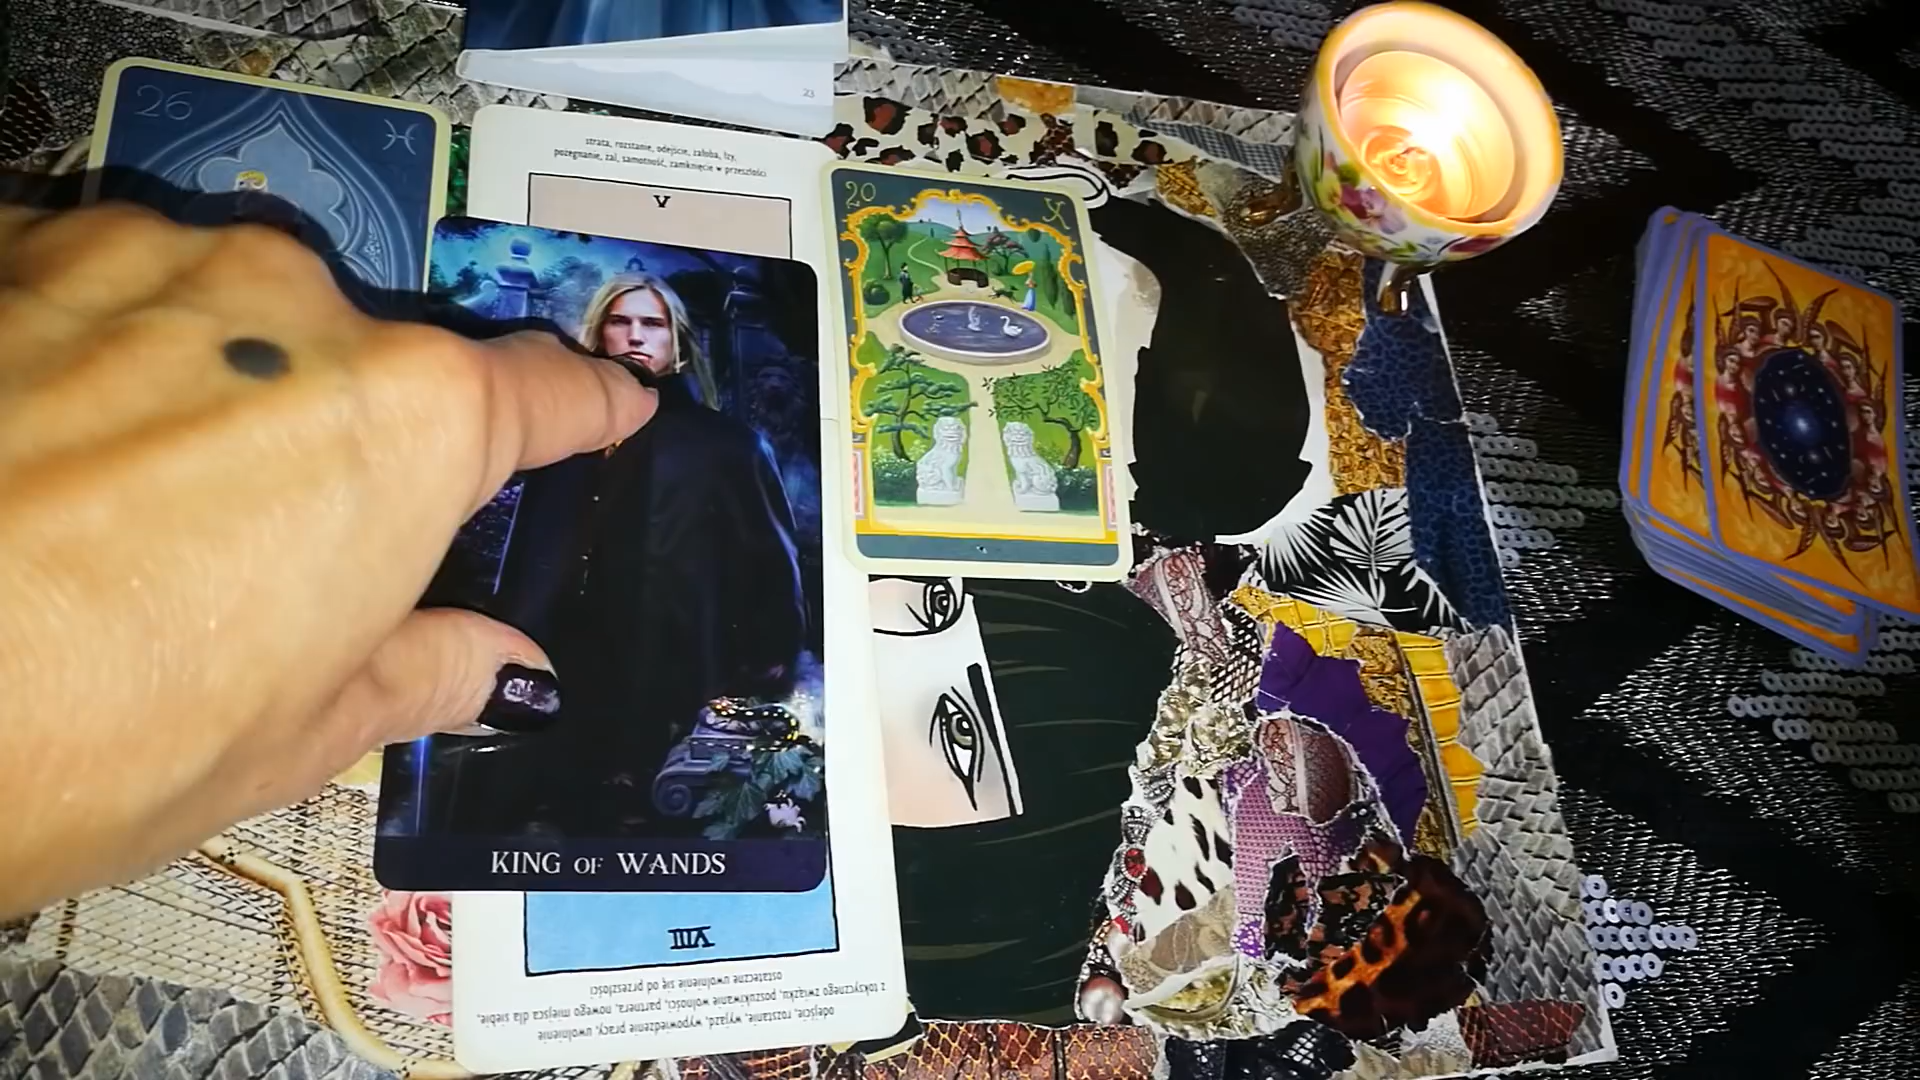 26
23
strata, rozstanie, odejście, żałoba, łzy,
pożegnanie, żal, samotność, zamknięcie w przeszłości
V
20
KING OF WANDS
VIII
odejście, rozstanie, wyjazd, wypowiedzenie pracy, uwolnienie
z toksycznego związku, poszukiwanie wolności, partnera, nowego miejsca dla siebie,
ostateczne uwolnienie się od przeszłości